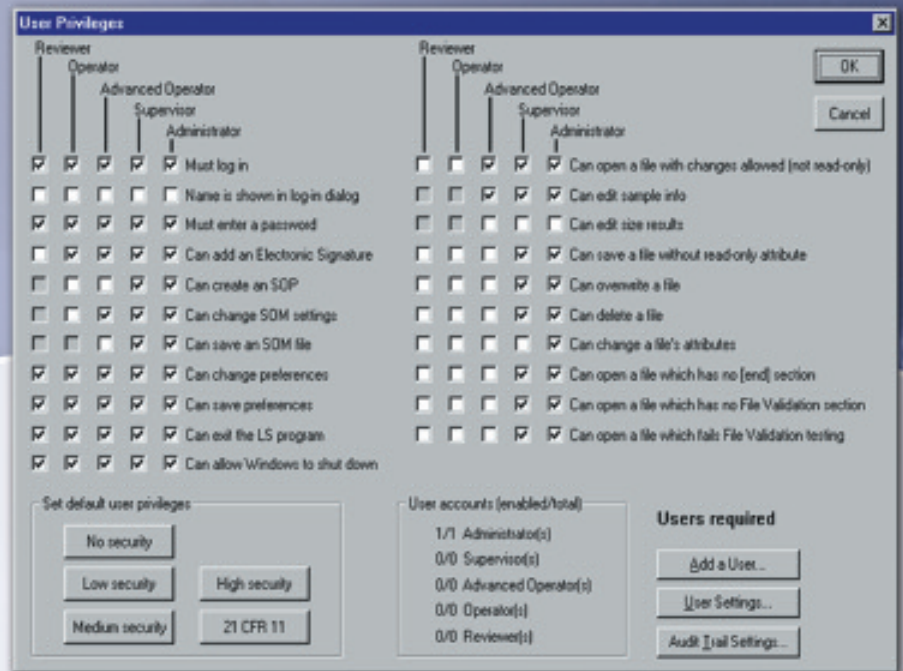 User Privileges
Reviewer
Operator
Advanced Operator
Supervisor
Administrator
Must log in
Name is shown in log-in dialog
Must enter a password
Can add an Electronic Signature
Can create an SOP
Can change SOM settings
Can save an SOM file
Can change preferences
Can save preferences
Can exit the LS program
Can allow Windows to shut down
Reviewer
Operator
Advanced Operator
Supervisor
Administrator
Can open a file with changes allowed (not read-only)
Can edit sample info
Can edit size results
Can save a file without read-only attribute
Can overwrite a file
Can delete a file
Can change a file's attributes
Can open a file which has no [end] section
Can open a file which has no File Validation section
Can open a file which fails File Validation testing
OK
Cancel
Set default user privileges
No security
Low security
High security
Medium security
21 CFR 11
User accounts (enabled/total)
1/1 Administrator(s)
0/0 Supervisor(s)
0/0 Advanced Operator(s)
0/0 Operator(s)
0/0 Reviewer(s)
Users required
Add a User...
User Settings...
Audit Trail Settings...